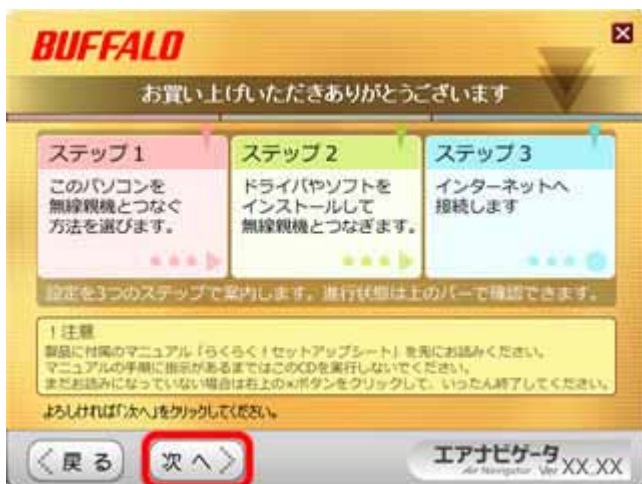 BUFFALO
お買い上げいただきありがとうございます
ステップ1
このパソコンを
無線親機とつなぐ
方法を選びます。
ステップ2
ドライバやソフトを
インストールして
無線親機とつなぎます。
ステップ3
インターネットへ
接続します
設定を3つのステップで案内します。進行状態は上のバーで確認できます。
!注意
製品に付属のマニュアル「らくらく!セットアップシート」を先にお読みください。
マニュアルの手順に指示があるまではこのCDを実行しないでください。
まだお読みになっていない場合は右上の×ボタンをクリックして、いったん終了してください。
よろしければ「次へ」をクリックしてください。
戻る
次へ
エアナビゲータ
Air Navigator Ver XX.XX